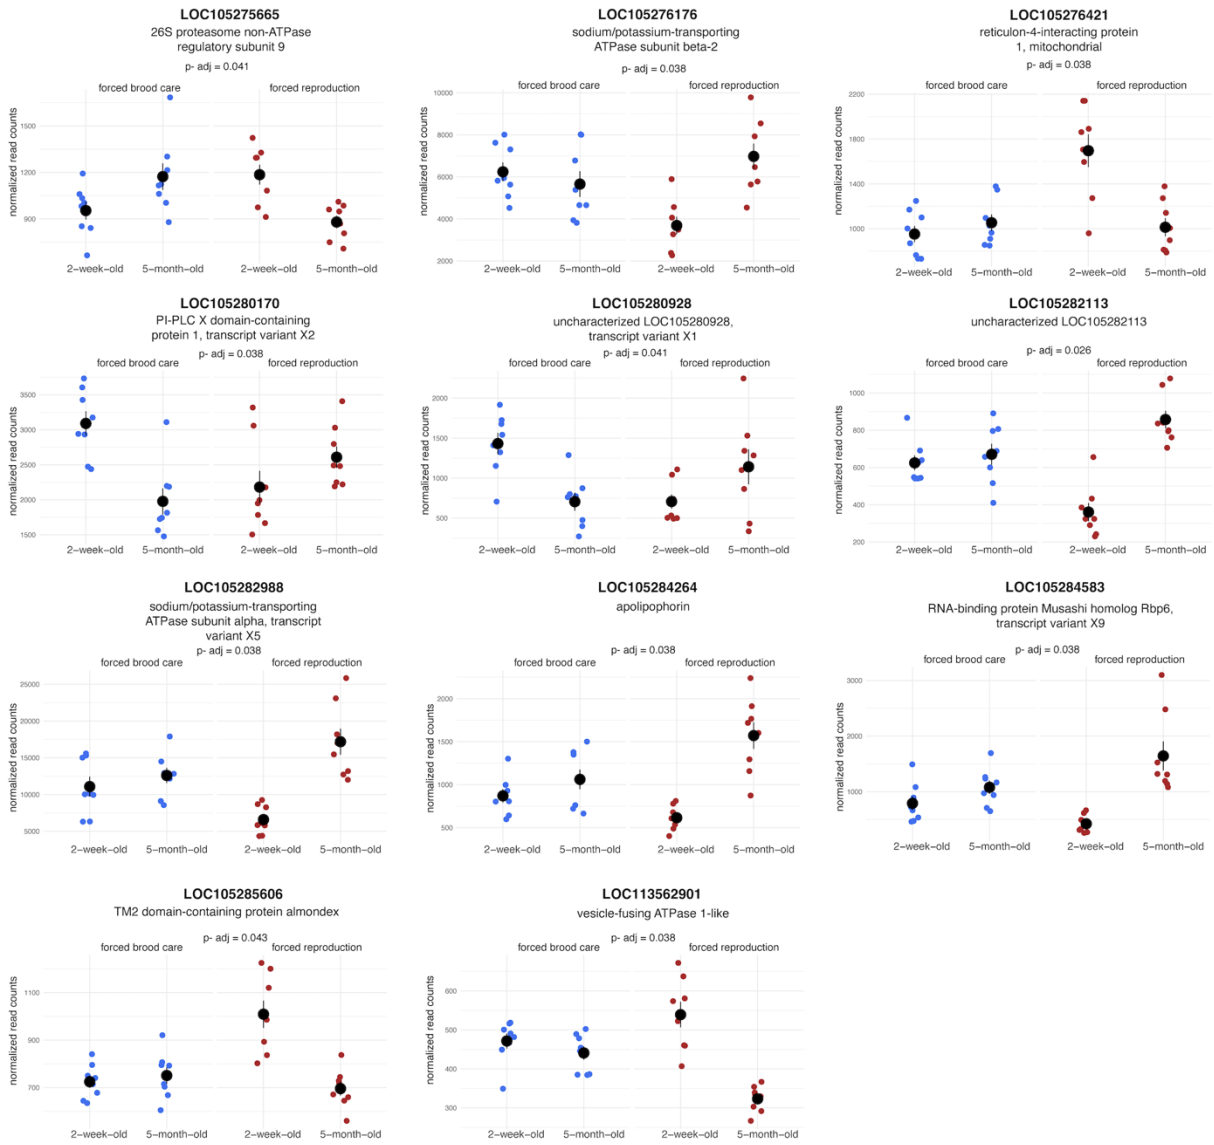 LOC105275665
26S proteasome non-ATPase
regulatory subunit 9
p- adj = 0.041
forced brood care
forced reproduction
normalized read counts
1500
1200
900
2-week-old
5-month-old
2-week-old
5-month-old
LOC105276176
sodium/potassium-transporting
ATPase subunit beta-2
p- adj = 0.038
forced brood care
forced reproduction
normalized read counts
10000
8000
6000
4000
2000
2-week-old
5-month-old
2-week-old
5-month-old
LOC105276421
reticulon-4-interacting protein
1, mitochondrial
p- adj = 0.038
forced brood care
forced reproduction
normalized read counts
2200
1800
1400
1000
2-week-old
5-month-old
2-week-old
5-month-old
LOC105280170
PI-PLC X domain-containing
protein 1, transcript variant X2
p- adj = 0.038
forced brood care
forced reproduction
normalized read counts
3500
3000
2500
2000
1500
2-week-old
5-month-old
2-week-old
5-month-old
LOC105280928
uncharacterized LOC105280928,
transcript variant X1
p- adj = 0.041
forced brood care
forced reproduction
normalized read counts
2000
1500
1000
500
2-week-old
5-month-old
2-week-old
5-month-old
LOC105282113
uncharacterized LOC105282113
p- adj = 0.026
forced brood care
forced reproduction
normalized read counts
1000
800
600
400
200
2-week-old
5-month-old
2-week-old
5-month-old
LOC105282988
sodium/potassium-transporting
ATPase subunit alpha, transcript
variant X5
p- adj = 0.038
forced brood care
forced reproduction
normalized read counts
25000
20000
15000
10000
5000
2-week-old
5-month-old
2-week-old
5-month-old
LOC105284264
apolipophorin
p- adj = 0.038
forced brood care
forced reproduction
normalized read counts
2000
1500
1000
500
2-week-old
5-month-old
2-week-old
5-month-old
LOC105284583
RNA-binding protein Musashi homolog Rbp6,
transcript variant X9
p- adj = 0.038
forced brood care
forced reproduction
normalized read counts
3000
2000
1000
2-week-old
5-month-old
2-week-old
5-month-old
LOC105285606
TM2 domain-containing protein almondex
p- adj = 0.043
forced brood care
forced reproduction
normalized read counts
1100
900
700
2-week-old
5-month-old
2-week-old
5-month-old
LOC113562901
vesicle-fusing ATPase 1-like
p- adj = 0.038
forced brood care
forced reproduction
normalized read counts
600
500
400
300
2-week-old
5-month-old
2-week-old
5-month-old